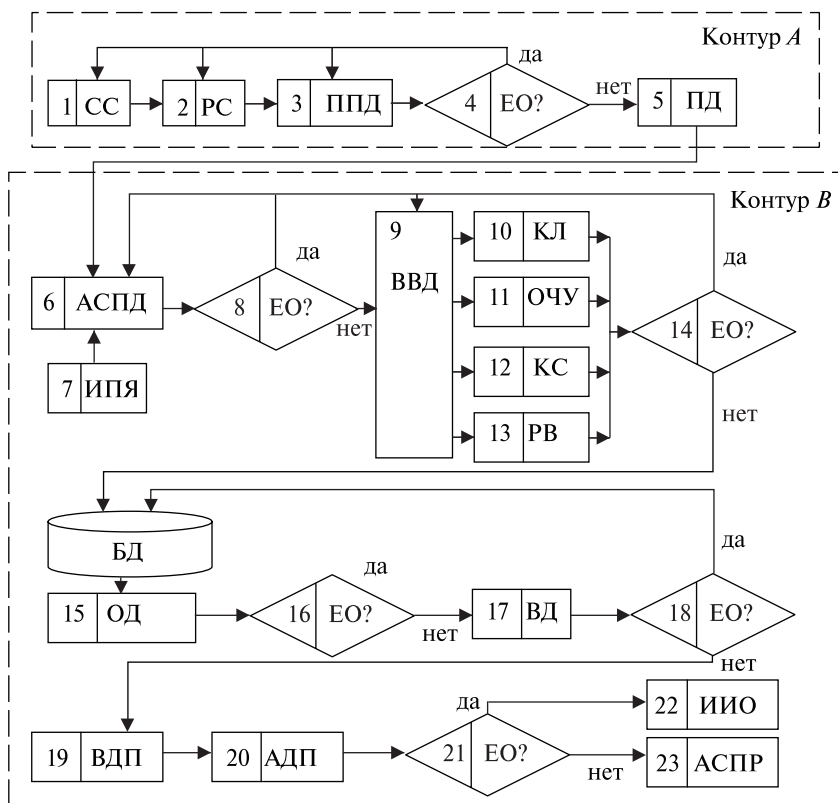 Контур A
да
1 СС
2 РС
3 ППД
4 ЕО?
нет
5 ПД
Контур B
6 АСПД
7 ИПЯ
да
8 ЕО?
нет
9
ВВД
10 КЛ
11 ОЧУ
12 КС
13 РВ
да
14 ЕО?
нет
БД
15 ОД
да
16 ЕО?
нет
17 ВД
да
18 ЕО?
нет
19 ВДП
20 АДП
да
21 ЕО?
нет
22 ИИО
23 АСПР